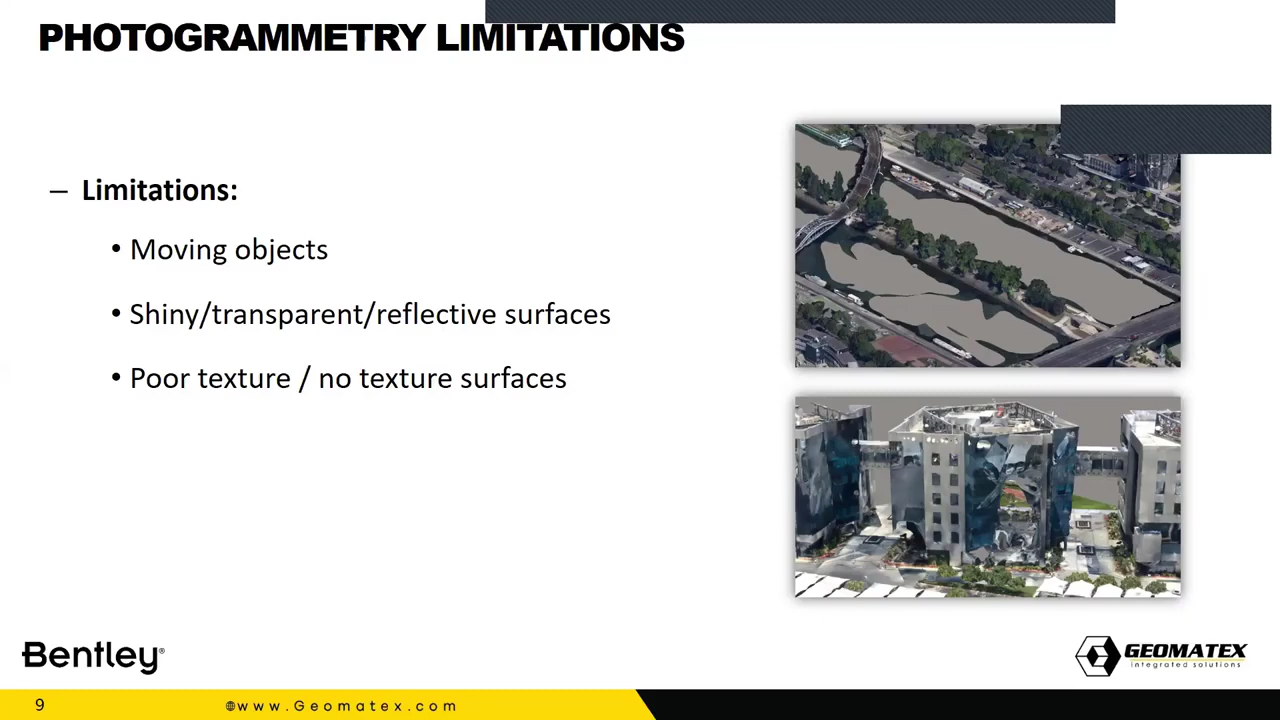 PHOTOGRAMMETRY LIMITATIONS
– Limitations:
• Moving objects
• Shiny/transparent/reflective surfaces
• Poor texture / no texture surfaces
Bentley®
GEOMATEX
integrated solutions
9
www.Geomatex.com